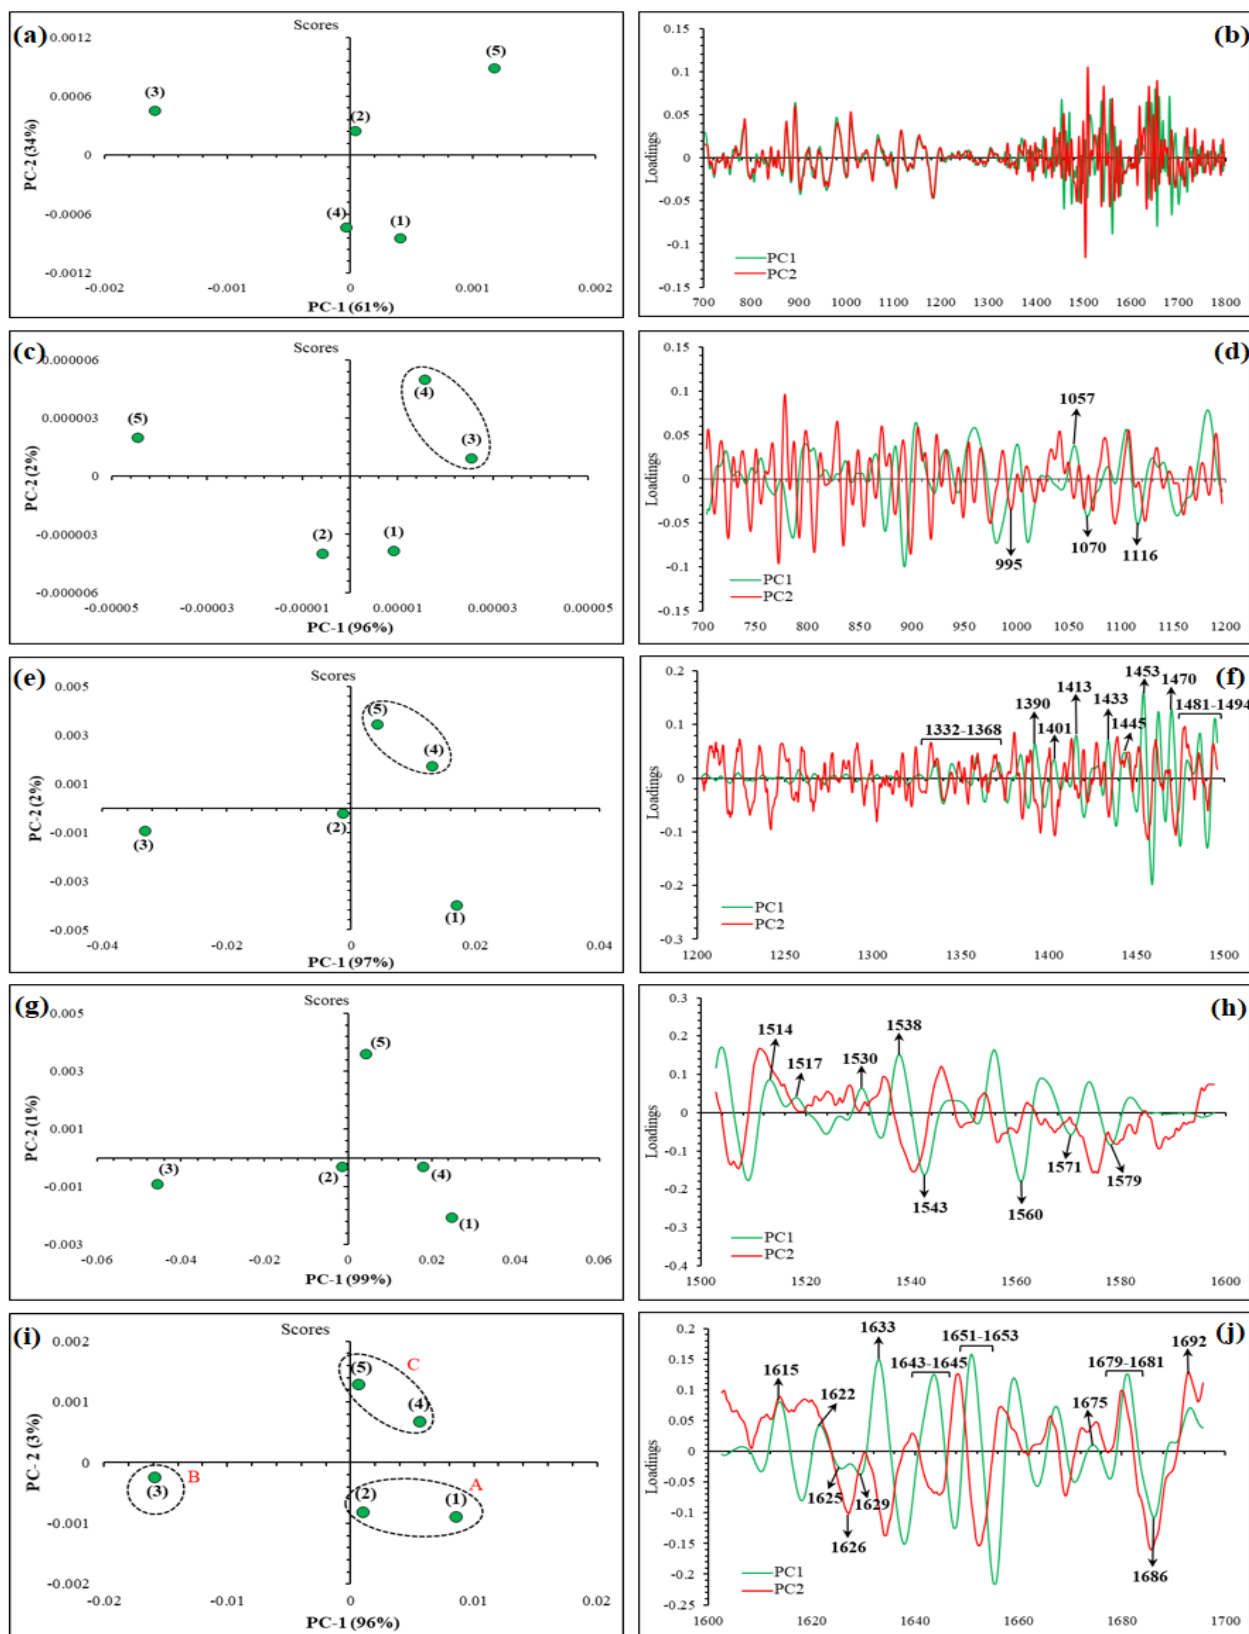 (a)
Scores
0.0012
0.0006
0
-0.0006
-0.0012
PC-2 (34%)
(3)
(5)
(2)
(4)
(1)
-0.002
-0.001
0
0.001
0.002
PC-1 (61%)
(b)
0.15
0.1
0.05
0
-0.05
-0.1
-0.15
Loadings
PC1
PC2
700 800 900 1000 1100 1200 1300 1400 1500 1600 1700 1800
(c)
Scores
0.000006
0.000003
0
-0.000003
-0.000006
PC-2 (2%)
(5)
(4)
(3)
(2)
(1)
-0.00005 -0.00003 -0.00001 0.00001 0.00003 0.00005
PC-1 (96%)
(d)
0.15
0.1
0.05
0
-0.05
-0.1
-0.15
Loadings
1057
995
1070
1116
PC1
PC2
700 750 800 850 900 950 1000 1050 1100 1150 1200
(e)
Scores
0.005
0.003
0.001
-0.001
-0.003
-0.005
PC-2 (2%)
(5)
(4)
(2)
(3)
(1)
-0.04 -0.02 0 0.02 0.04
PC-1 (97%)
(f)
0.2
0.1
0
-0.1
-0.2
-0.3
Loadings
1332-1368
1390
1401
1413
1433
1445
1453
1470
1481-1494
PC1
PC2
1200 1250 1300 1350 1400 1450 1500
(g)
Scores
0.005
0.003
0.001
-0.001
-0.003
PC-2 (1%)
(5)
(3)
(2)
(4)
(1)
-0.06 -0.04 -0.02 0 0.02 0.04 0.06
PC-1 (99%)
(h)
0.3
0.2
0.1
0
-0.1
-0.2
-0.3
-0.4
Loadings
1514
1517
1530
1538
1543
1560
1571
1579
PC1
PC2
1500 1520 1540 1560 1580 1600
(i)
Scores
0.002
0.001
0
-0.001
-0.002
PC- 2 (3%)
(5)
C
(4)
B
(3)
A
(2)
(1)
-0.02 -0.01 0 0.01 0.02
PC-1 (96%)
(j)
0.2
0.15
0.1
0.05
0
-0.05
-0.1
-0.15
-0.2
-0.25
Loadings
1615
1622
1625
1626
1629
1633
1643-1645
1651-1653
1675
1679-1681
1686
1692
PC1
PC2
1600 1620 1640 1660 1680 1700